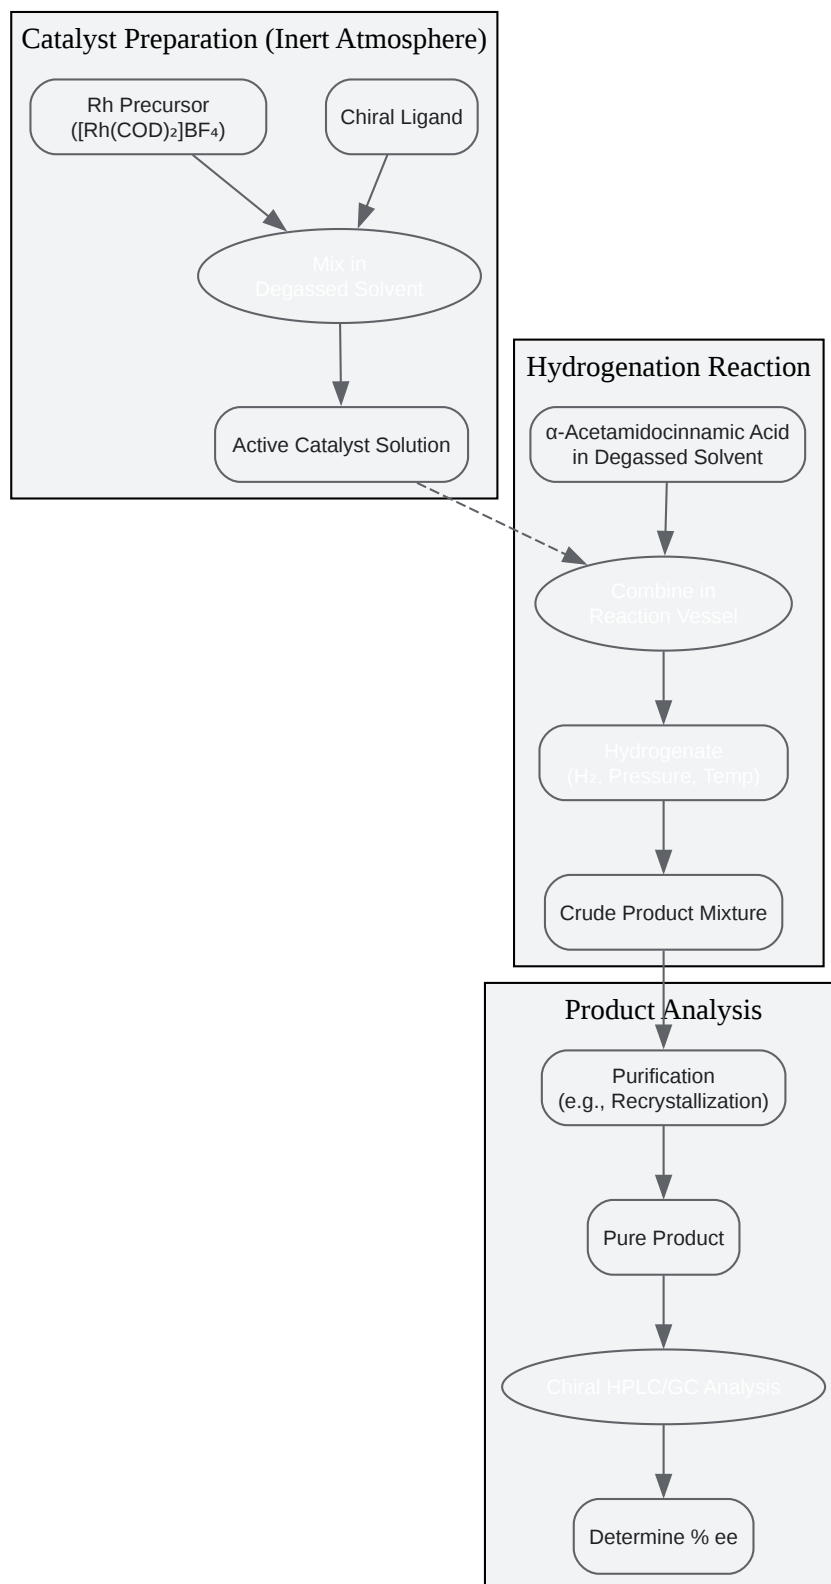 Catalyst Preparation (Inert Atmosphere)
Rh Precursor
([Rh(COD)₂]BF₄)
Chiral Ligand
Mix in
Degassed Solvent
Active Catalyst Solution
Hydrogenation Reaction
α-Acetamidocinnamic Acid
in Degassed Solvent
Combine in
Reaction Vessel
Hydrogenate
(H₂, Pressure, Temp)
Crude Product Mixture
Product Analysis
Purification
(e.g., Recrystallization)
Pure Product
Chiral HPLC/GC Analysis
Determine % ee